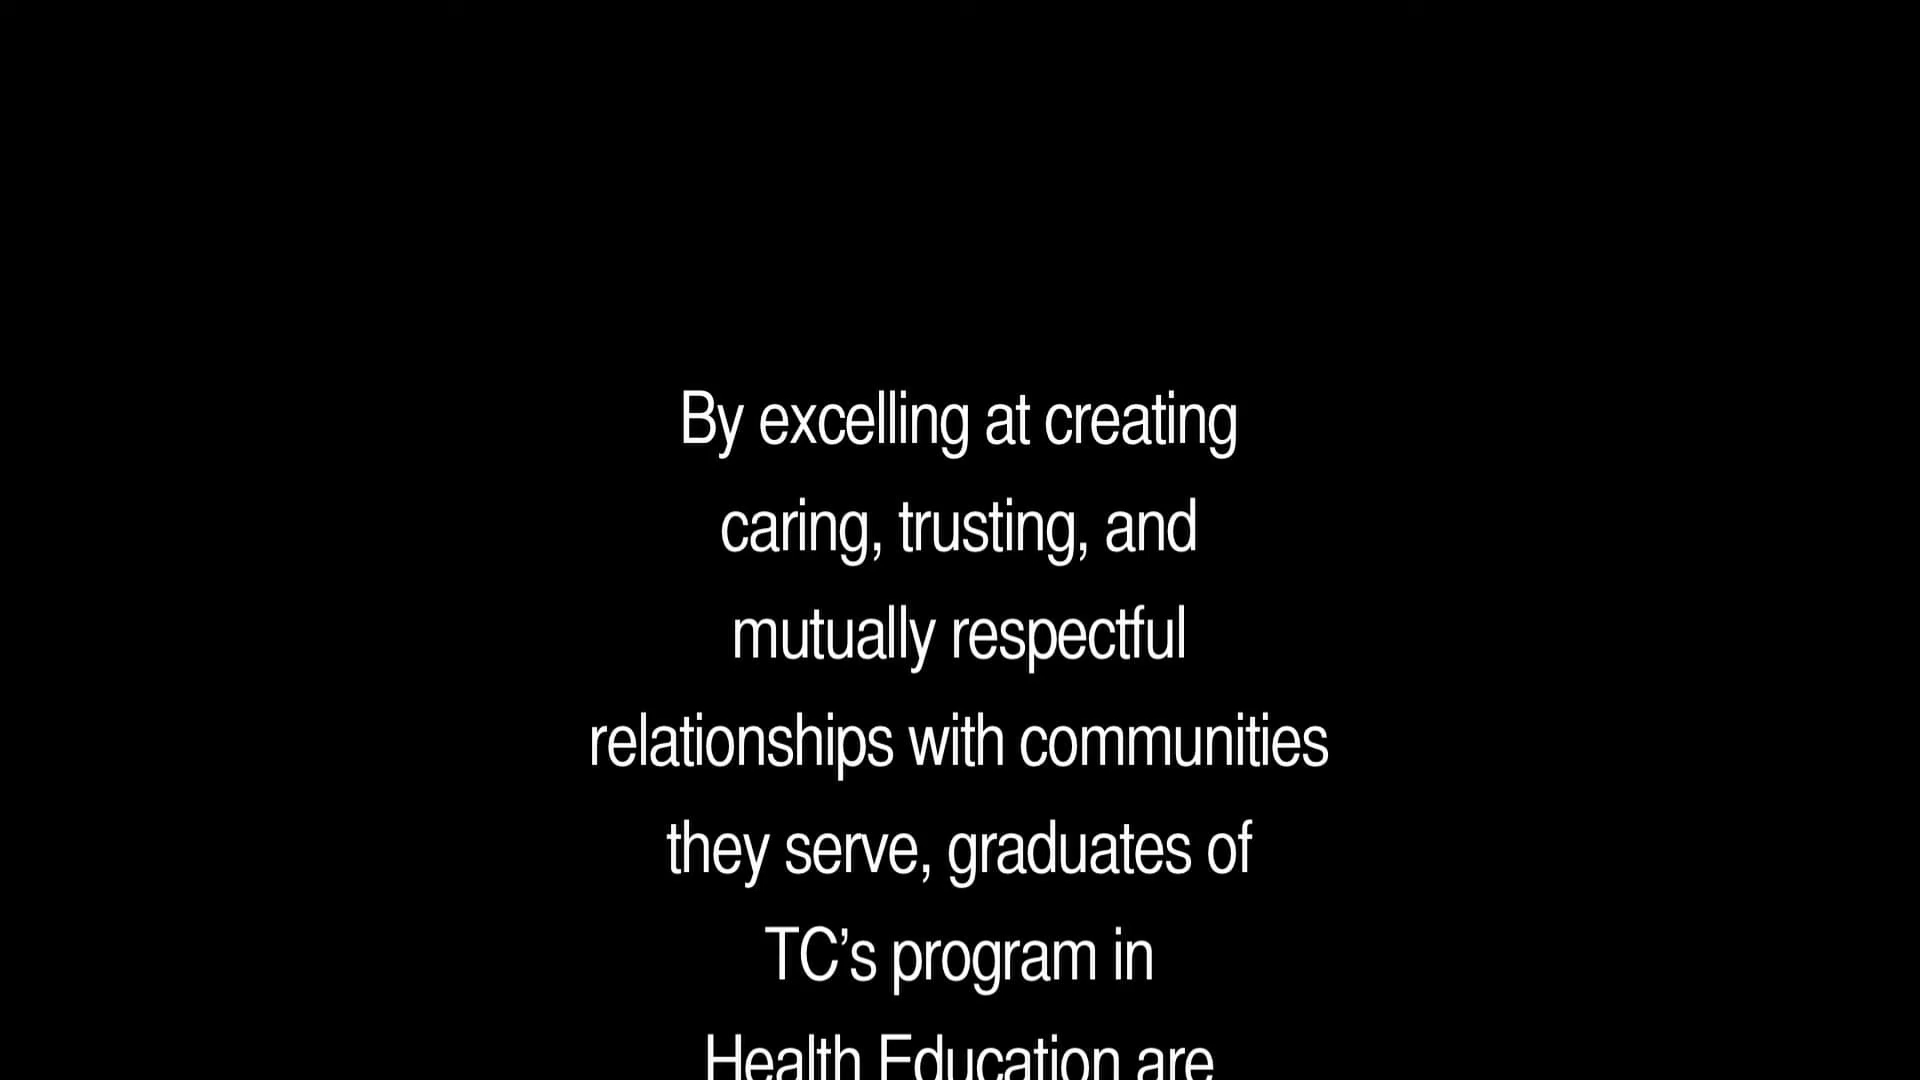 By excelling at creating
caring, trusting, and
mutually respectful
relationships with communities
they serve, graduates of
TC’s program in
Health Education are